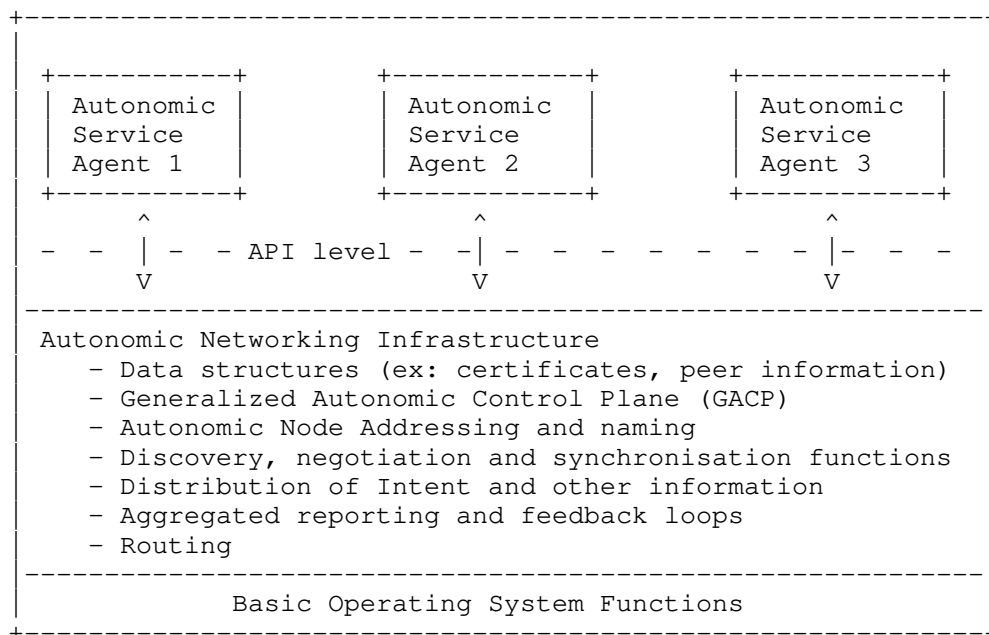 Autonomic Autonomic Autonomic
Service Service Service
Agent 1 Agent 2 Agent 3
^ ^ ^
- - | - - API level - -| - - - - - - - |- - -
V V V
Autonomic Networking Infrastructure
- Data structures (ex: certificates, peer information)
- Generalized Autonomic Control Plane (GACP)
- Autonomic Node Addressing and naming
- Discovery, negotiation and synchronisation functions
- Distribution of Intent and other information
- Aggregated reporting and feedback loops
- Routing
Basic Operating System Functions